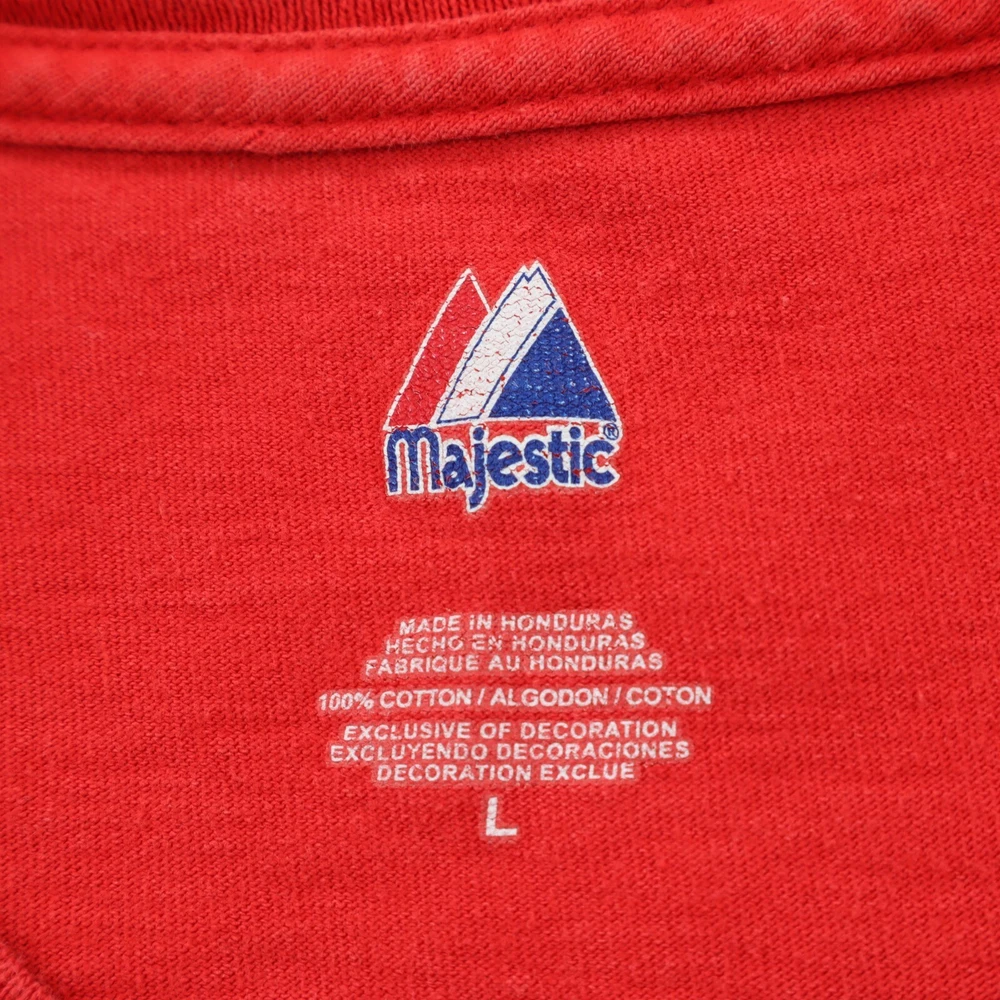 Majestic®
MADE IN HONDURAS
HECHO EN HONDURAS
FABRIQUE AU HONDURAS
100% COTTON / ALGODON / COTON
EXCLUSIVE OF DECORATION
EXCLUYENDO DECORACIONES
DECORATION EXCLUE
L